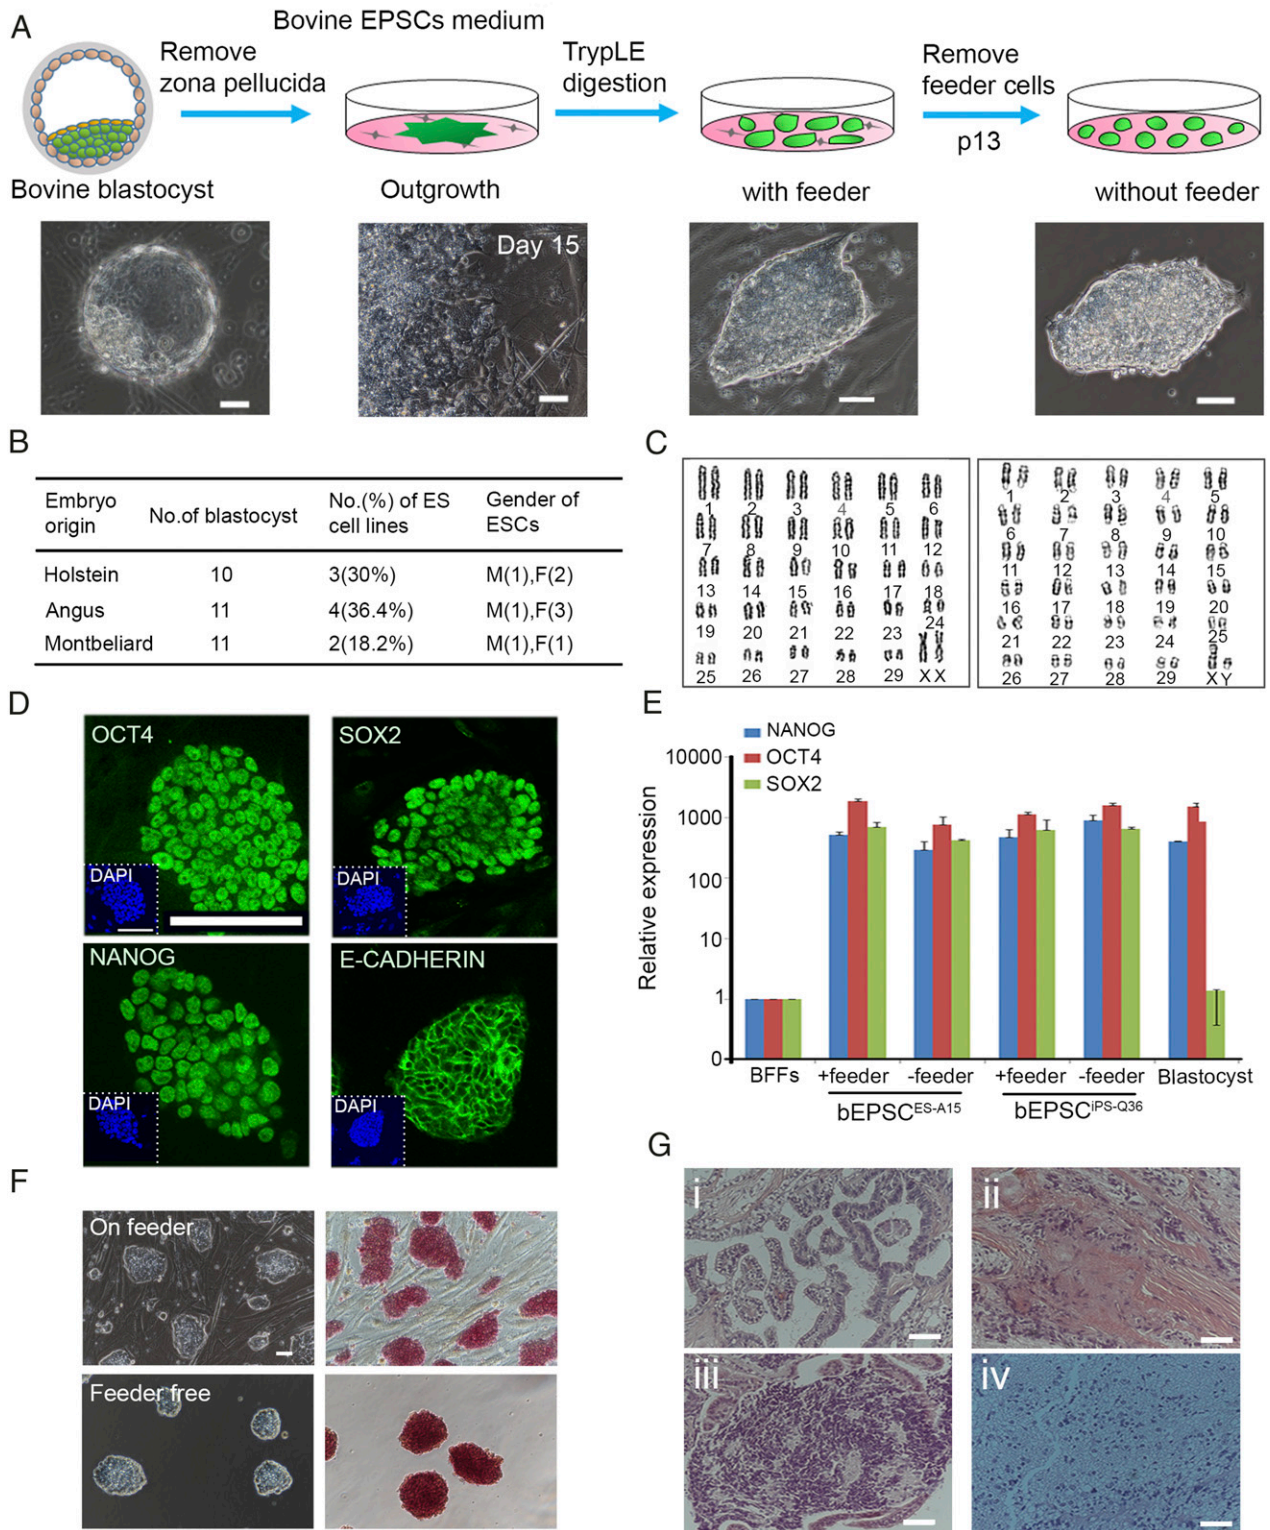 A
Bovine EPSCs medium
Remove
zona pellucida
TrypLE
digestion
Remove
feeder cells
p13
Bovine blastocyst
Outgrowth
with feeder
without feeder
Day 15
B
Embryo origin No.of blastocyst No.(%) of ES cell lines Gender of ESCs
Holstein 10 3(30%) M(1),F(2)
Angus 11 4(36.4%) M(1),F(3)
Montbeliard 11 2(18.2%) M(1),F(1)
C
1 2 3 4 5 6
7 8 9 10 11 12
13 14 15 16 17 18
19 20 21 22 23 24
25 26 27 28 29 X X
1 2 3 4 5
6 7 8 9 10
11 12 13 14 15
16 17 18 19 20
21 22 23 24 25
26 27 28 29 X Y
D
OCT4
DAPI
SOX2
DAPI
NANOG
DAPI
E-CADHERIN
DAPI
E
NANOG
OCT4
SOX2
Relative expression
10000
1000
100
10
1
0
BFFs +feeder -feeder +feeder -feeder Blastocyst
bEPSC^ES-A15 bEPSC^iPS-Q36
F
On feeder
Feeder free
G
i
ii
iii
iv